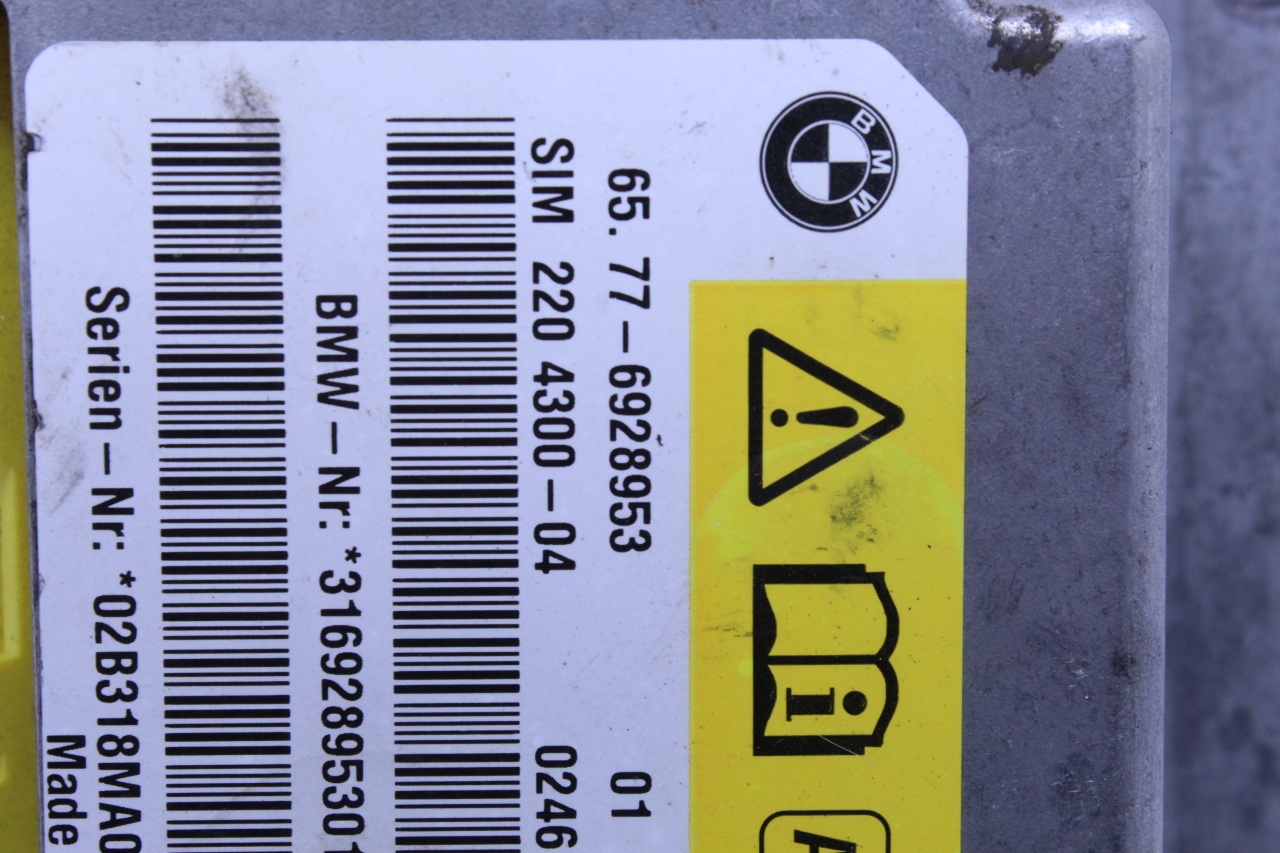 BMW
65.77-6928953 01
SIM 220 4300-04 0246
BMW-Nr: *3169289530
Serien-Nr: *02B318MA0
Made